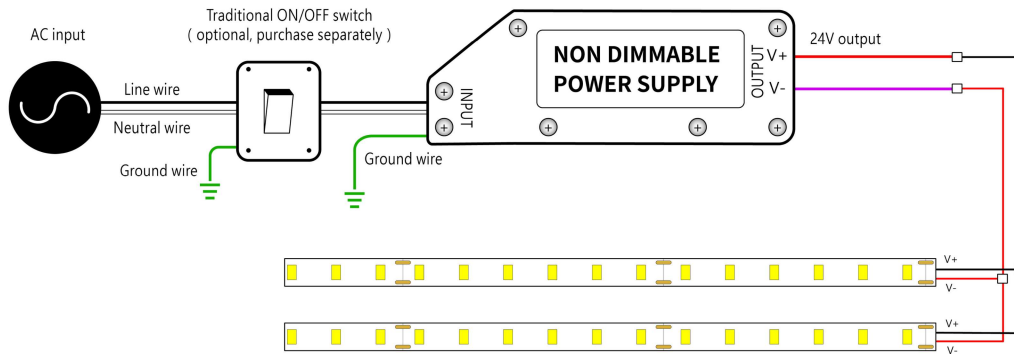 Traditional ON/OFF switch
( optional, purchase separately )
AC input
Line wire
Neutral wire
Ground wire
Ground wire
INPUT
NON DIMMABLE
POWER SUPPLY
OUTPUT
V+
V-
24V output
V+
V-
V+
V-